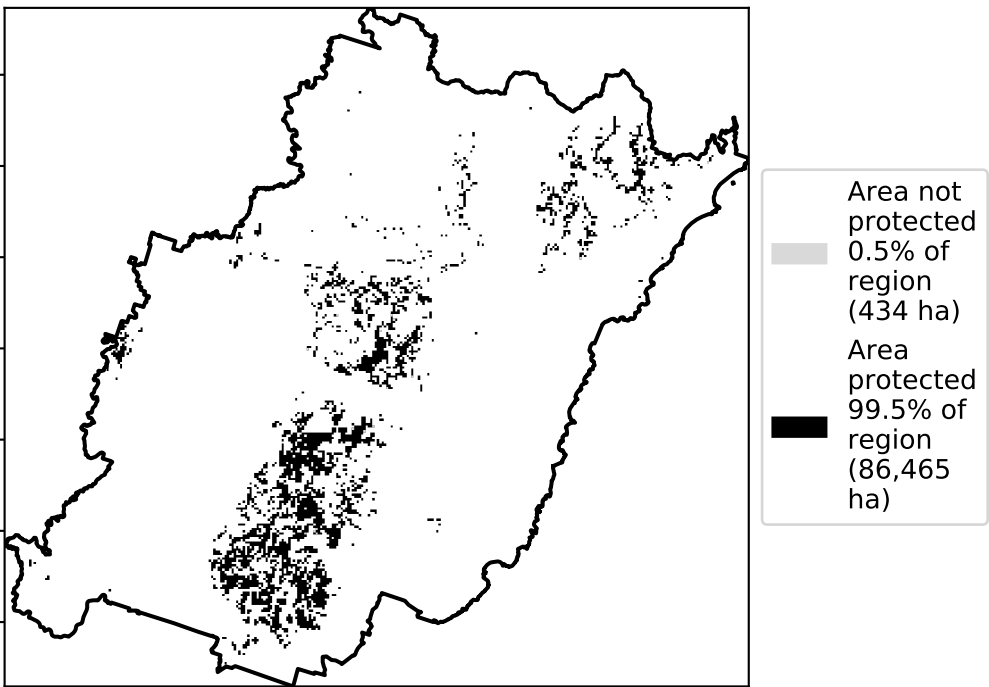 Area not
protected
0.5% of
region
(434 ha)
Area
protected
99.5% of
region
(86,465
ha)